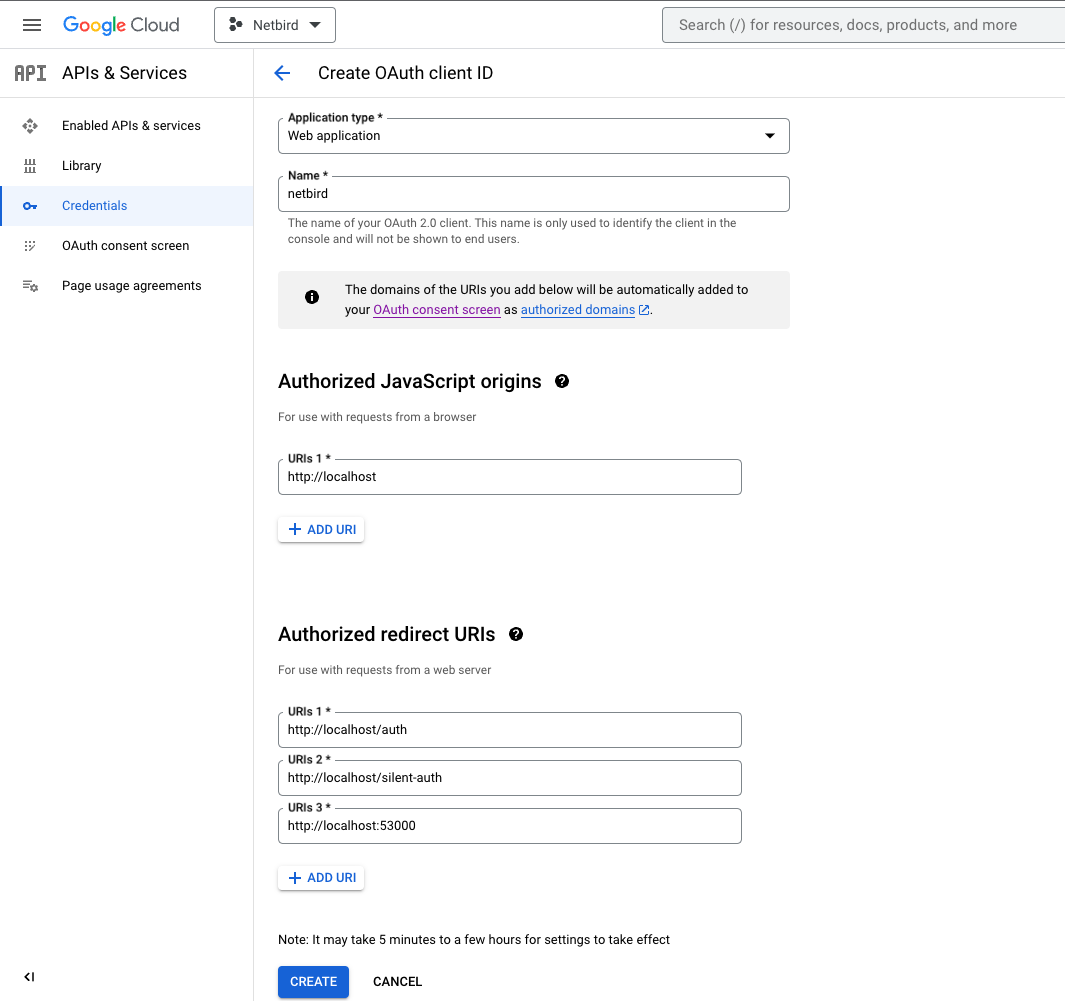 Google Cloud
Netbird
Search (/) for resources, docs, products, and more
API
APIs & Services
Create OAuth client ID
Enabled APIs & services
Library
Credentials
OAuth consent screen
Page usage agreements
Application type *
Web application
Name *
netbird
The name of your OAuth 2.0 client. This name is only used to identify the client in the
console and will not be shown to end users.
The domains of the URIs you add below will be automatically added to
your OAuth consent screen as authorized domains.
Authorized JavaScript origins
For use with requests from a browser
URIs 1 *
http://localhost
ADD URI
Authorized redirect URIs
For use with requests from a web server
URIs 1 *
http://localhost/auth
URIs 2 *
http://localhost/silent-auth
URIs 3 *
http://localhost:53000
ADD URI
Note: It may take 5 minutes to a few hours for settings to take effect
CREATE
CANCEL